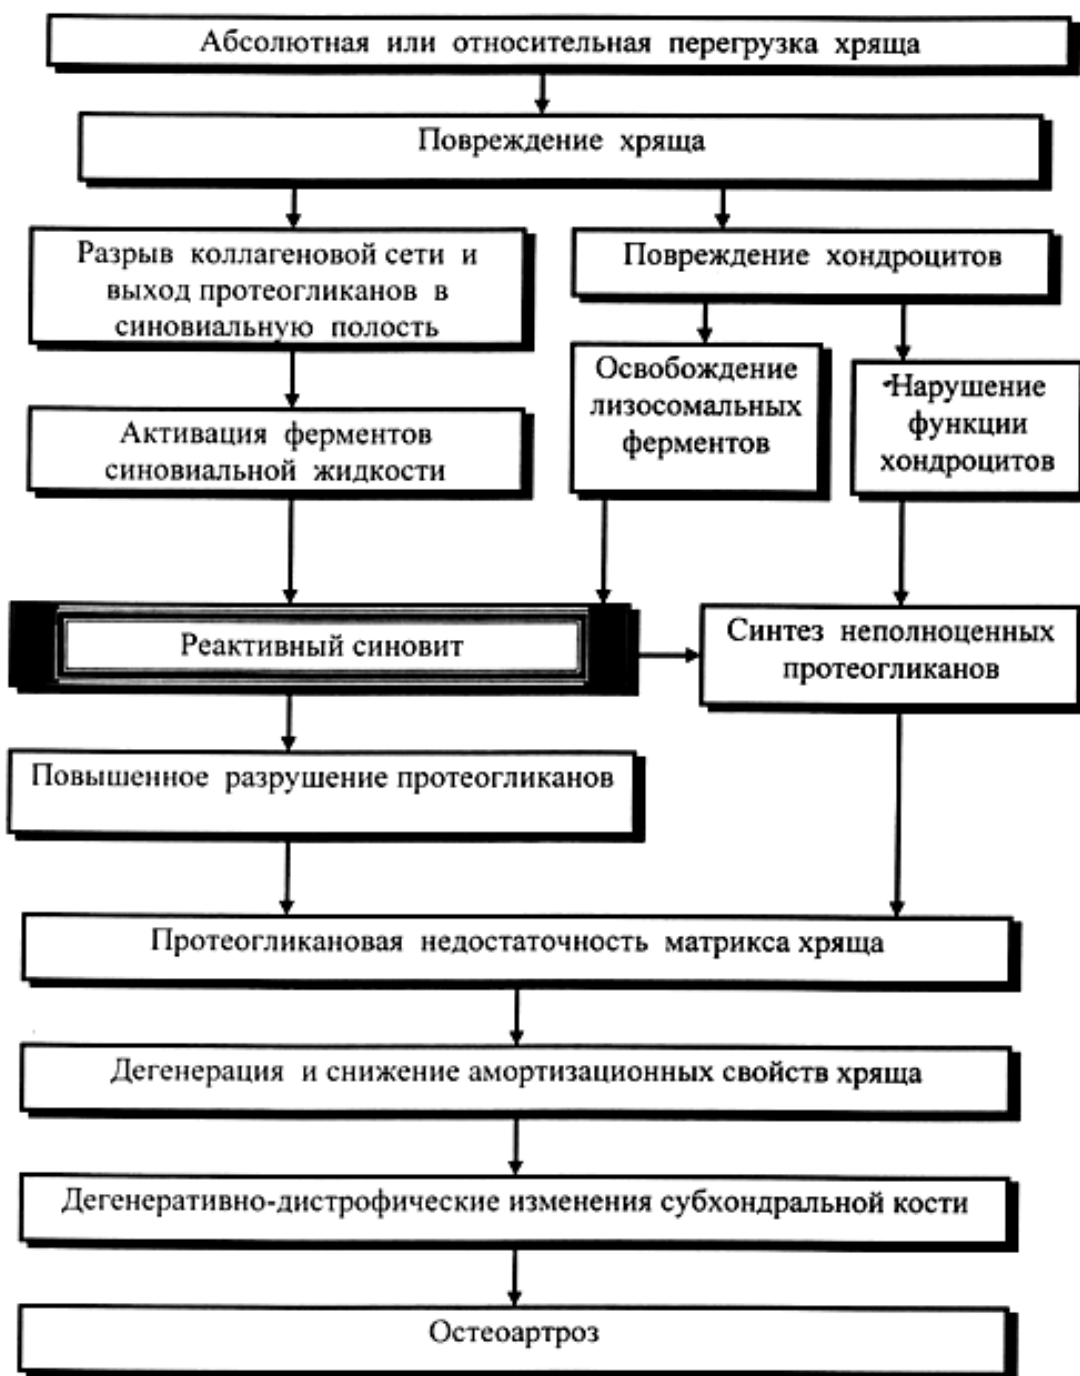 Абсолютная или относительная перегрузка хряща
Повреждение хряща
Разрыв коллагеновой сети и
выход протеогликанов в
синовиальную полость
Повреждение хондроцитов
Освобождение
лизосомальных
ферментов
Нарушение
функции
хондроцитов
Активация ферментов
синовиальной жидкости
Реактивный синовит
Синтез неполноценных
протеогликанов
Повышенное разрушение протеогликанов
Протеогликановая недостаточность матрикса хряща
Дегенерация и снижение амортизационных свойств хряща
Дегенеративно-дистрофические изменения субхондральной кости
Остеоартроз